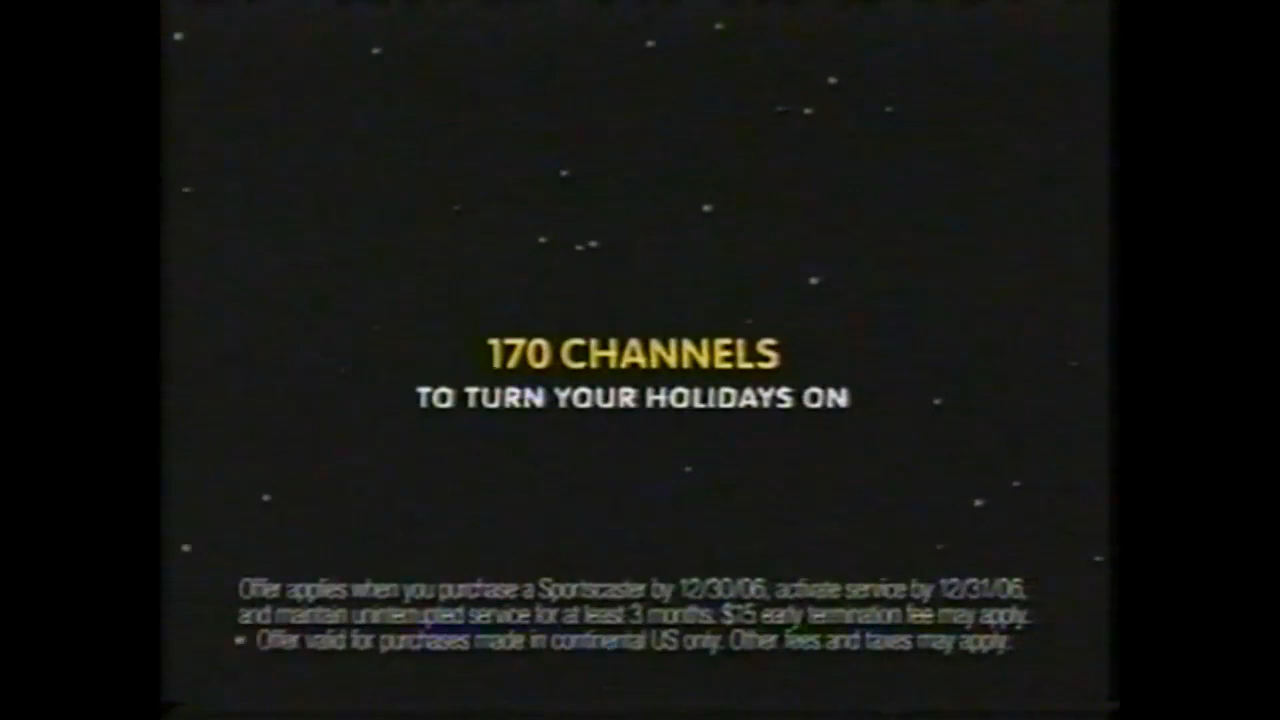 170 CHANNELS
TO TURN YOUR HOLIDAYS ON
Offer applies when you purchase a Sportscaster by 12/30/06, activate service by 12/31/06,
and maintain uninterrupted service for at least 3 months. early termination fee may apply.
Offer valid for purchases made in continental US only. Other fees and taxes may apply.